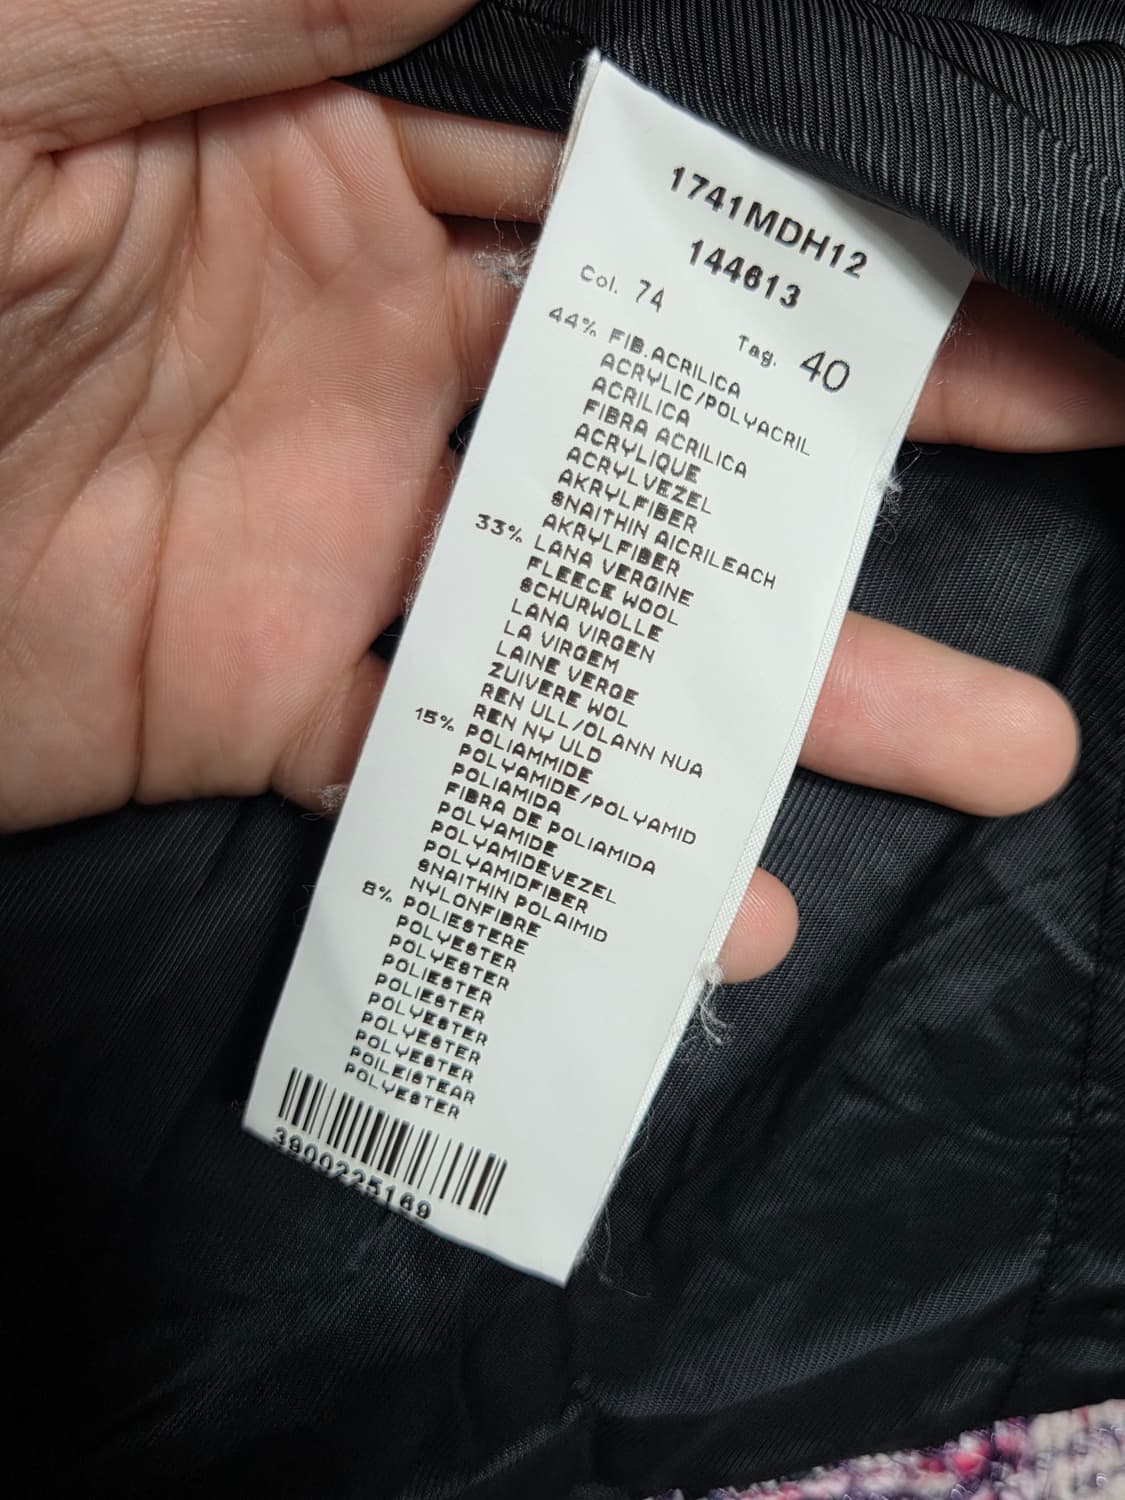 1741MDH12
144613
Col. 74 Tag. 40
44% FIB.ACRILICA
ACRYLIC/POLYACRIL
ACRILICA
FIBRA ACRILICA
ACRYLIQUE
ACRYLVEZEL
AKRYLFIBER
SNAITHIN AICRILEACH
AKRYLFIBER
33% LANA VERGINE
FLEECE WOOL
SCHURWOLLE
LANA VIRGEN
LA VIRGEM
LAINE VERGE
ZUIVERE WOL
REN ULL/OLANN NUA
REN NY ULD
15% POLIAMMIDE
POLYAMIDE/POLYAMID
POLIAMIDA
FIBRA DE POLIAMIDA
POLYAMIDE
POLYAMIDEVEZEL
POLYAMIDFIBER
SNAITHIN POLAIMID
NYLONFIBRE
8% POLIESTERE
POLYESTER
POLYESTER
POLIESTER
POLIESTER
POLYESTER
POLYESTER
POLYESTER
POILEISTEAR
POLYESTER
3900225169